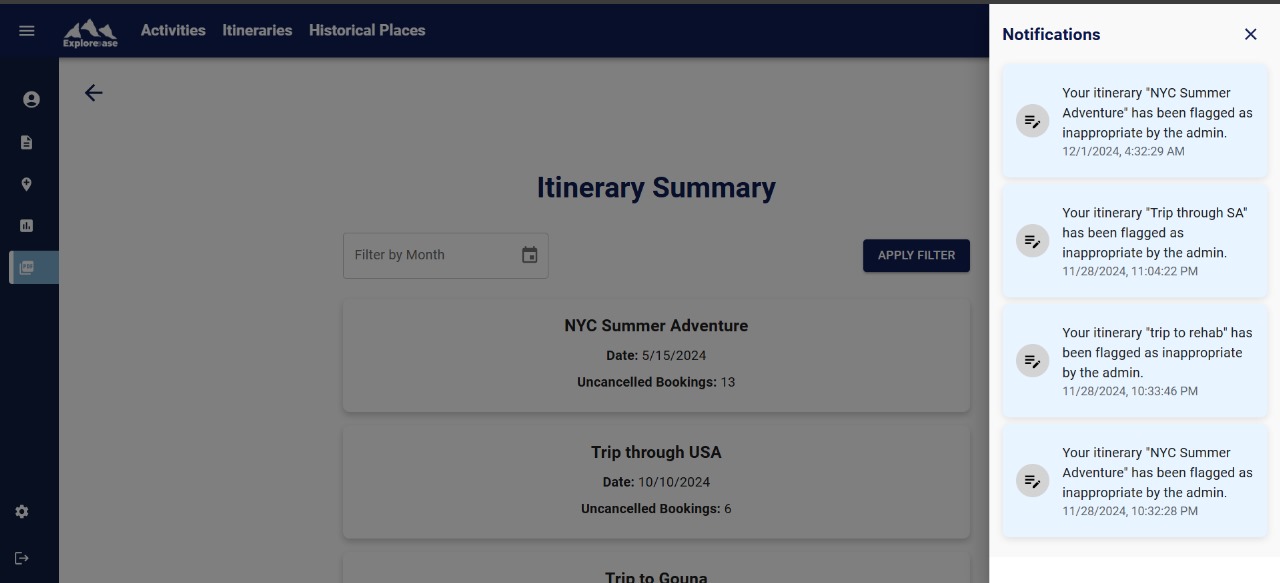 Activities Itineraries Historical Places
Explorease
Itinerary Summary
Filter by Month
APPLY FILTER
NYC Summer Adventure
Date: 5/15/2024
Uncancelled Bookings: 13
Trip through USA
Date: 10/10/2024
Uncancelled Bookings: 6
Trip to Gouna
Notifications
Your itinerary "NYC Summer
Adventure" has been flagged as
inappropriate by the admin.
12/1/2024, 4:32:29 AM
Your itinerary "Trip through SA"
has been flagged as
inappropriate by the admin.
11/28/2024, 11:04:22 PM
Your itinerary "trip to rehab" has
been flagged as inappropriate
by the admin.
11/28/2024, 10:33:46 PM
Your itinerary "NYC Summer
Adventure" has been flagged as
inappropriate by the admin.
11/28/2024, 10:32:28 PM